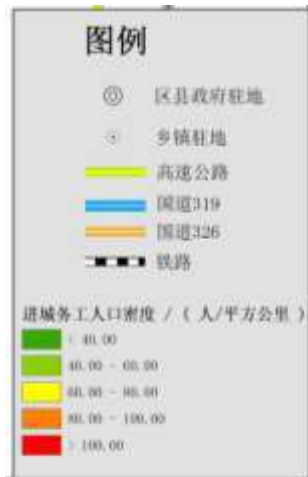 图例
区县政府驻地
乡镇驻地
高速公路
国道319
国道326
铁路
进城务工人口密度 / ( 人/平方公里 )
< 40.00
40.00 - 60.00
60.00 - 80.00
80.00 - 100.00
> 100.00